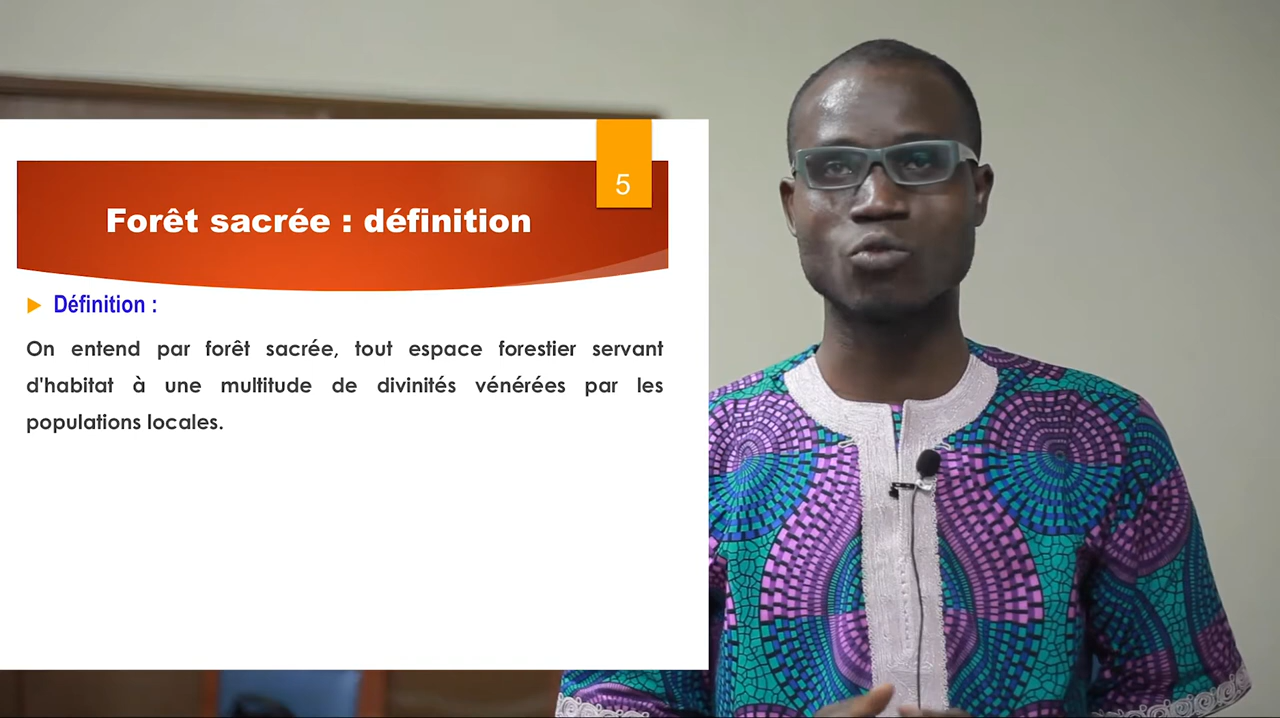 5
Forêt sacrée : définition
Définition :
On entend par forêt sacrée, tout espace forestier servant
d'habitat à une multitude de divinités vénérées par les
populations locales.